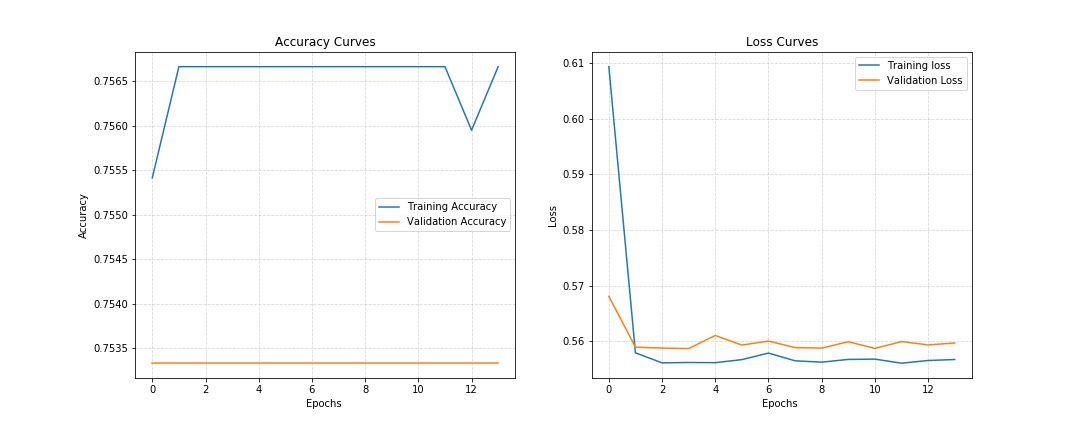 Accuracy Curves
0.7565
0.7560
0.7555
0.7550
0.7545
0.7540
0.7535
Accuracy
Training Accuracy
Validation Accuracy
0 2 4 6 8 10 12
Epochs
Loss Curves
0.61
0.60
0.59
0.58
0.57
0.56
Loss
Training loss
Validation Loss
0 2 4 6 8 10 12
Epochs